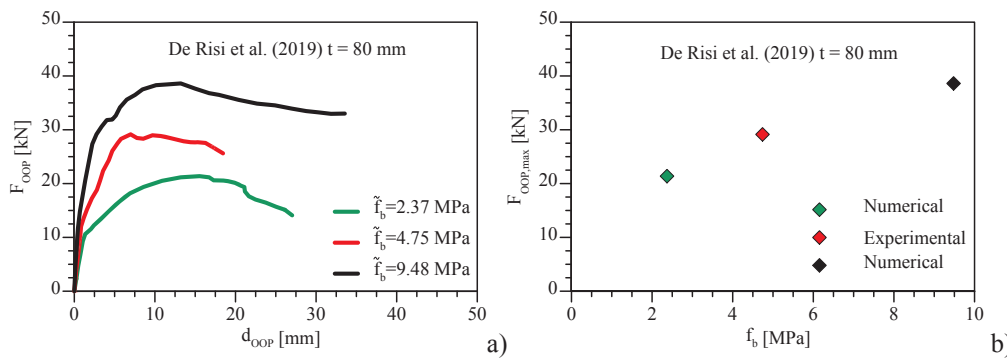 De Risi et al. (2019) t = 80 mm
F_OOP [kN]
50
40
30
20
10
0
f̃_b=2.37 MPa
f̃_b=4.75 MPa
f̃_b=9.48 MPa
0 10 20 30 40 50
d_OOP [mm]
a)
De Risi et al. (2019) t = 80 mm
F_OOP,max [kN]
50
40
30
20
10
0
Numerical
Experimental
Numerical
0 2 4 6 8 10
f_b [MPa]
b)